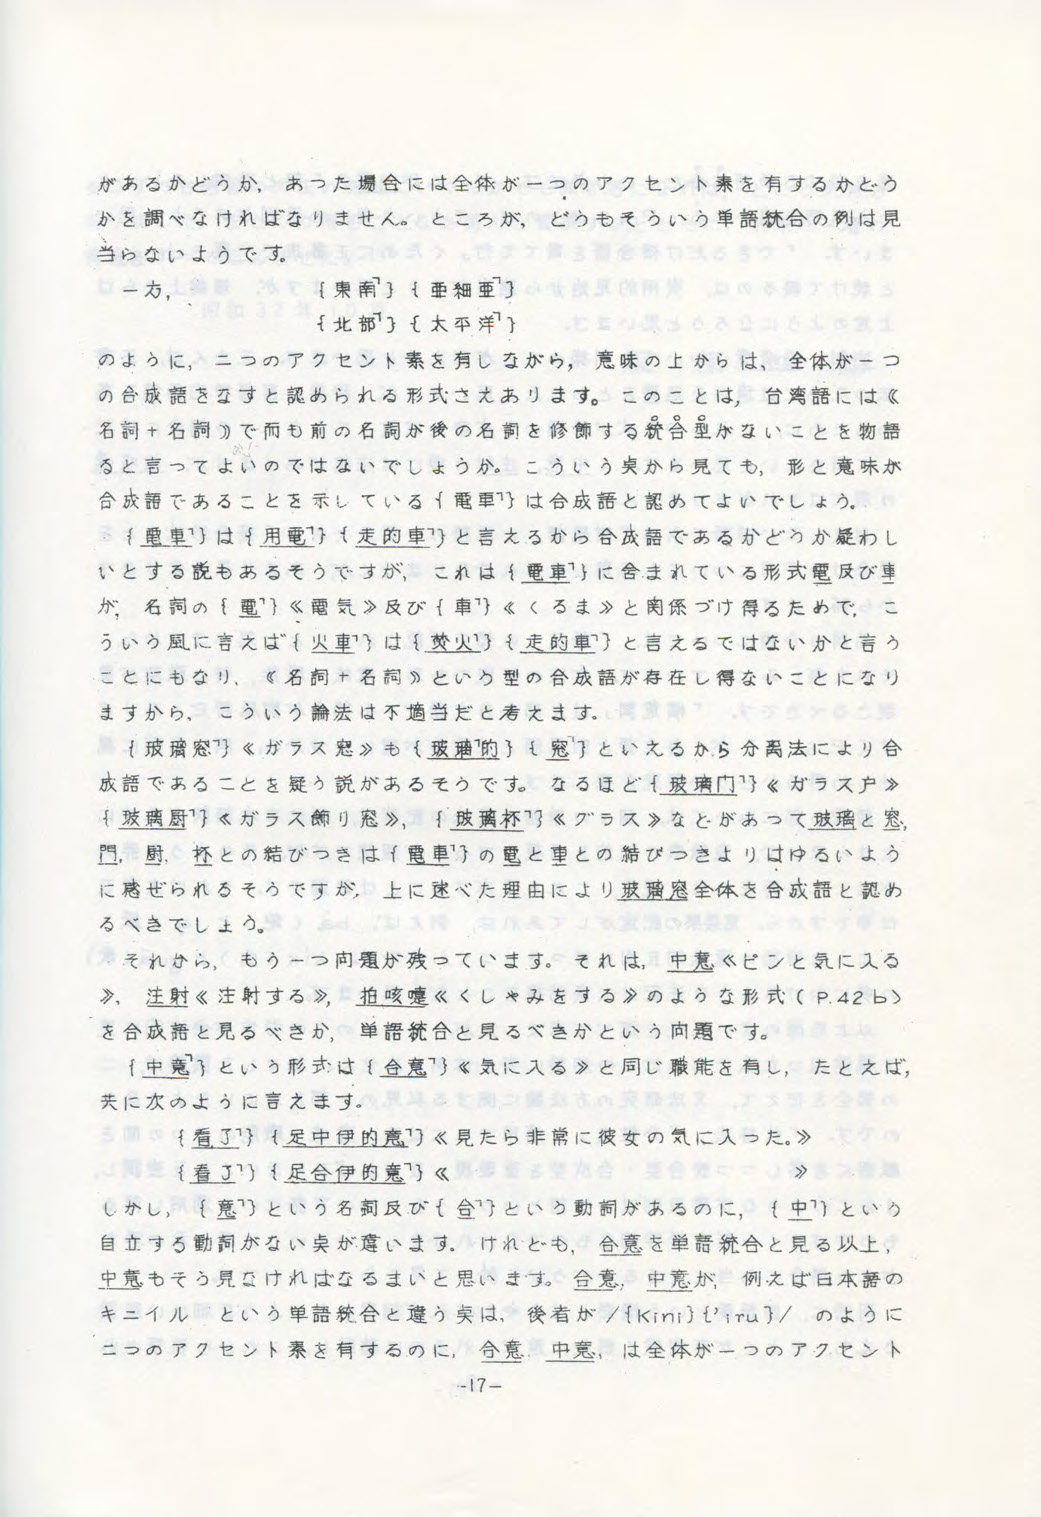 があるかどうか，あった場合には全体が一つのアクセント素を有するかどう
かを調べなければなりません。ところが，どうもそういう単語統合の例は見
当らないようです。
一方，　｛東南┐｝｛亜細亜┐｝
｛北部┐｝｛太平洋┐｝
のように，二つのアクセント素を有しながら，意味の上からは，全体が一つ
の合成語をなすと認められる形式さえあります。このことは，台湾語には《
名詞＋名詞》で而も前の名詞が後の名詞を修飾する統合型がないことを物語
ると言ってよいのではないでしょうか。こういう点から見ても，形と意味が
合成語であることを示している｛電車┐｝は合成語と認めてよいでしょう。
｛電車┐｝は｛用電┐｝｛走的車┐｝と言えるから合成語であるかどうか疑わし
いとする説もあるそうですが，これは｛電車┐｝に含まれている形式電及び車
が，名詞の｛電┐｝《電気》及び｛車┐｝《くるま》と関係づけ得るためで，こ
ういう風に言えば｛火車┐｝は｛焚火┐｝｛走的車┐｝と言えるではないかと言う
ことにもなり，《名詞＋名詞》という型の合成語が存在し得ないことになり
ますから，こういう論法は不適当だと考えます。
｛玻璃窓┐｝《ガラス窓》も｛玻璃┐的｝｛窓┐｝といえるから分离法により合
成語であることを疑う説があるそうです。なるほど｛玻璃门┐｝《ガラス戸》
｛玻璃厨┐｝《ガラス飾り窓》，｛玻璃杯┐｝《グラス》などがあって玻璃と窓，
門，厨，杯との結びつきは｛電車┐｝の電と車との結びつきよりはゆるいよう
に感ぜられるそうですが，上に述べた理由により玻璃窓全体を合成語と認め
るべきでしょう。
それから，もう一つ问題が残っています。それは，中意《ピンと気に入る
》，注射《注射する》，拍咳嚏《くしゃみをする》のような形式（P.42b）
を合成語と見るべきか，単語統合と見るべきかという问題です。
｛中意┐｝という形式は｛合意┐｝《気に入る》と同じ職能を有し，たとえば，
共に次のように言えます。
｛看了┐｝｛足中伊的意┐｝《見たら非常に彼女の気に入った。》
｛看了┐｝｛足合伊的意┐｝《　　　　　　　　　　　　》
しかし，｛意┐｝という名詞及び｛合┐｝という動詞があるのに，｛中┐｝という
自立する動詞がない点が違います。けれども，合意を単語統合と見る以上，
中意もそう見なければなるまいと思います。合意，中意が，例えば日本語の
キニイル　という単語統合と違う点は，後者が/{Kini}{'iru}/　のように
二つのアクセント素を有するのに，合意，中意，は全体が一つのアクセント
-17-